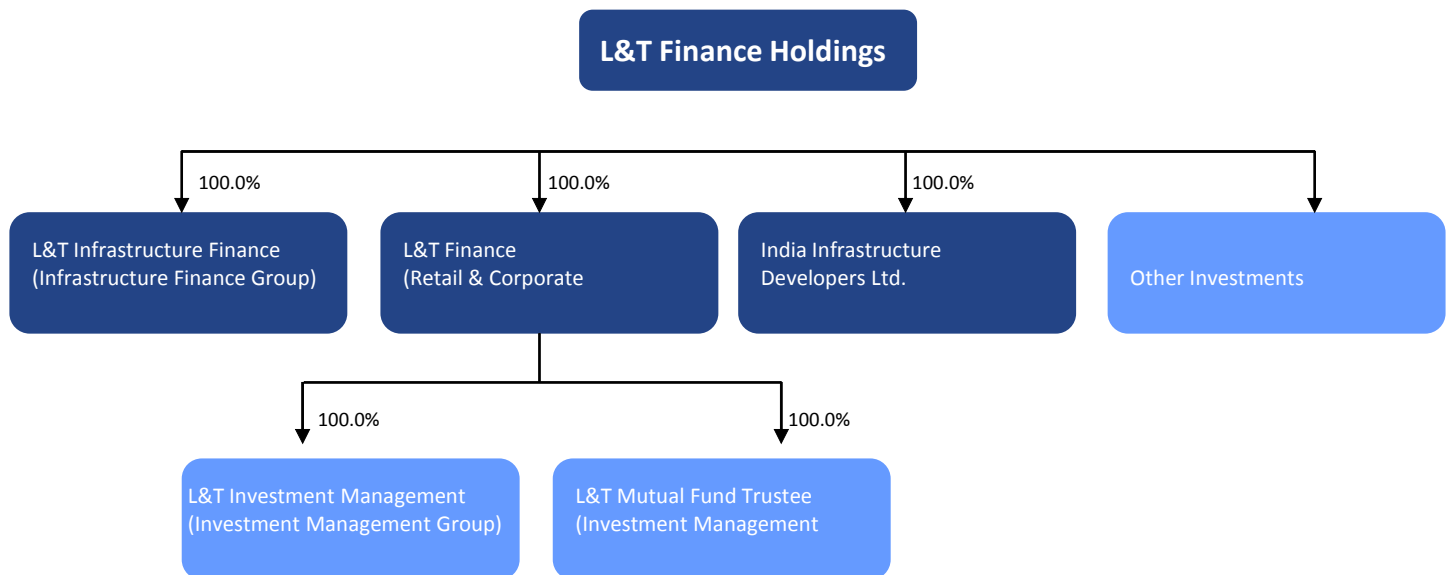 L&T Finance Holdings
100.0%
100.0%
100.0%
L&T Infrastructure Finance
(Infrastructure Finance Group)
L&T Finance
(Retail & Corporate
India Infrastructure
Developers Ltd.
Other Investments
100.0%
100.0%
L&T Investment Management
(Investment Management Group)
L&T Mutual Fund Trustee
(Investment Management